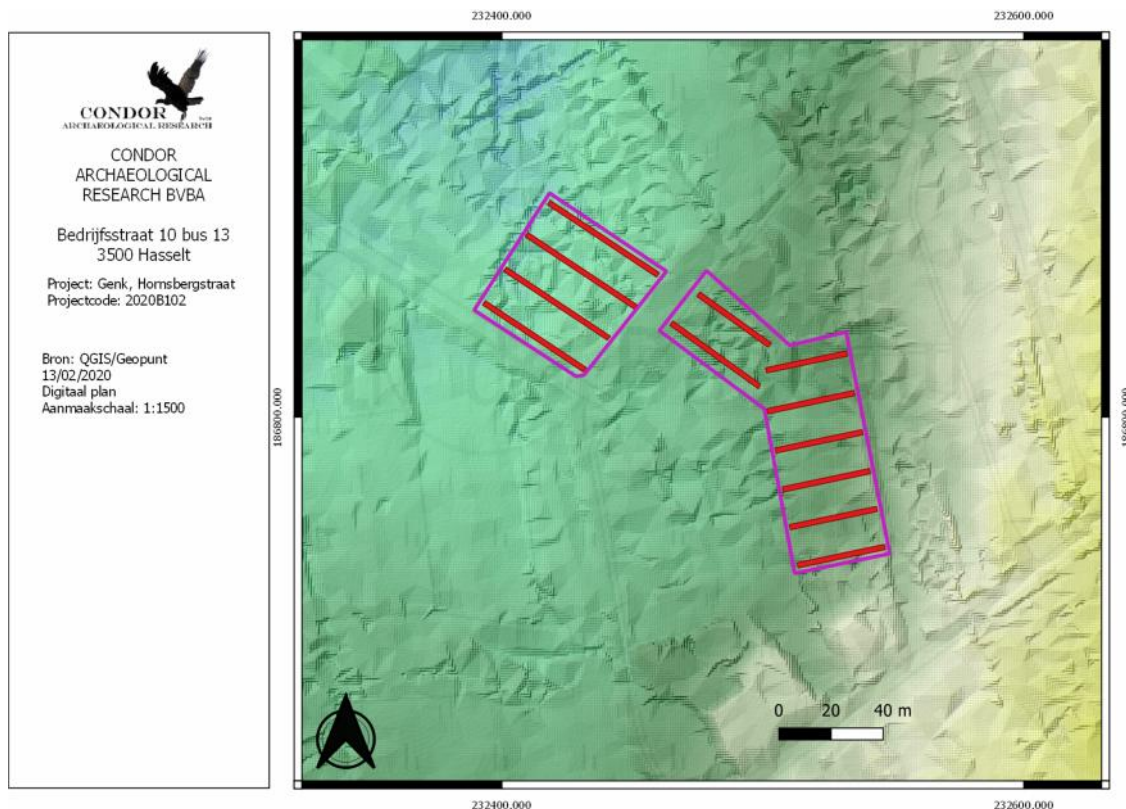 232400.000
232600.000
CONDOR
ARCHAEOLOGICAL RESEARCH
CONDOR
ARCHAEOLOGICAL
RESEARCH BVBA
Bedrijfsstraat 10 bus 13
3500 Hasselt
Project: Genk, Hornsbergstraat
Projectcode: 2020B102
Bron: QGIS/Geopunt
13/02/2020
Digitaal plan
Aanmaakschaal: 1:1500
186800.000
186800.000
0 20 40 m
232400.000
232600.000